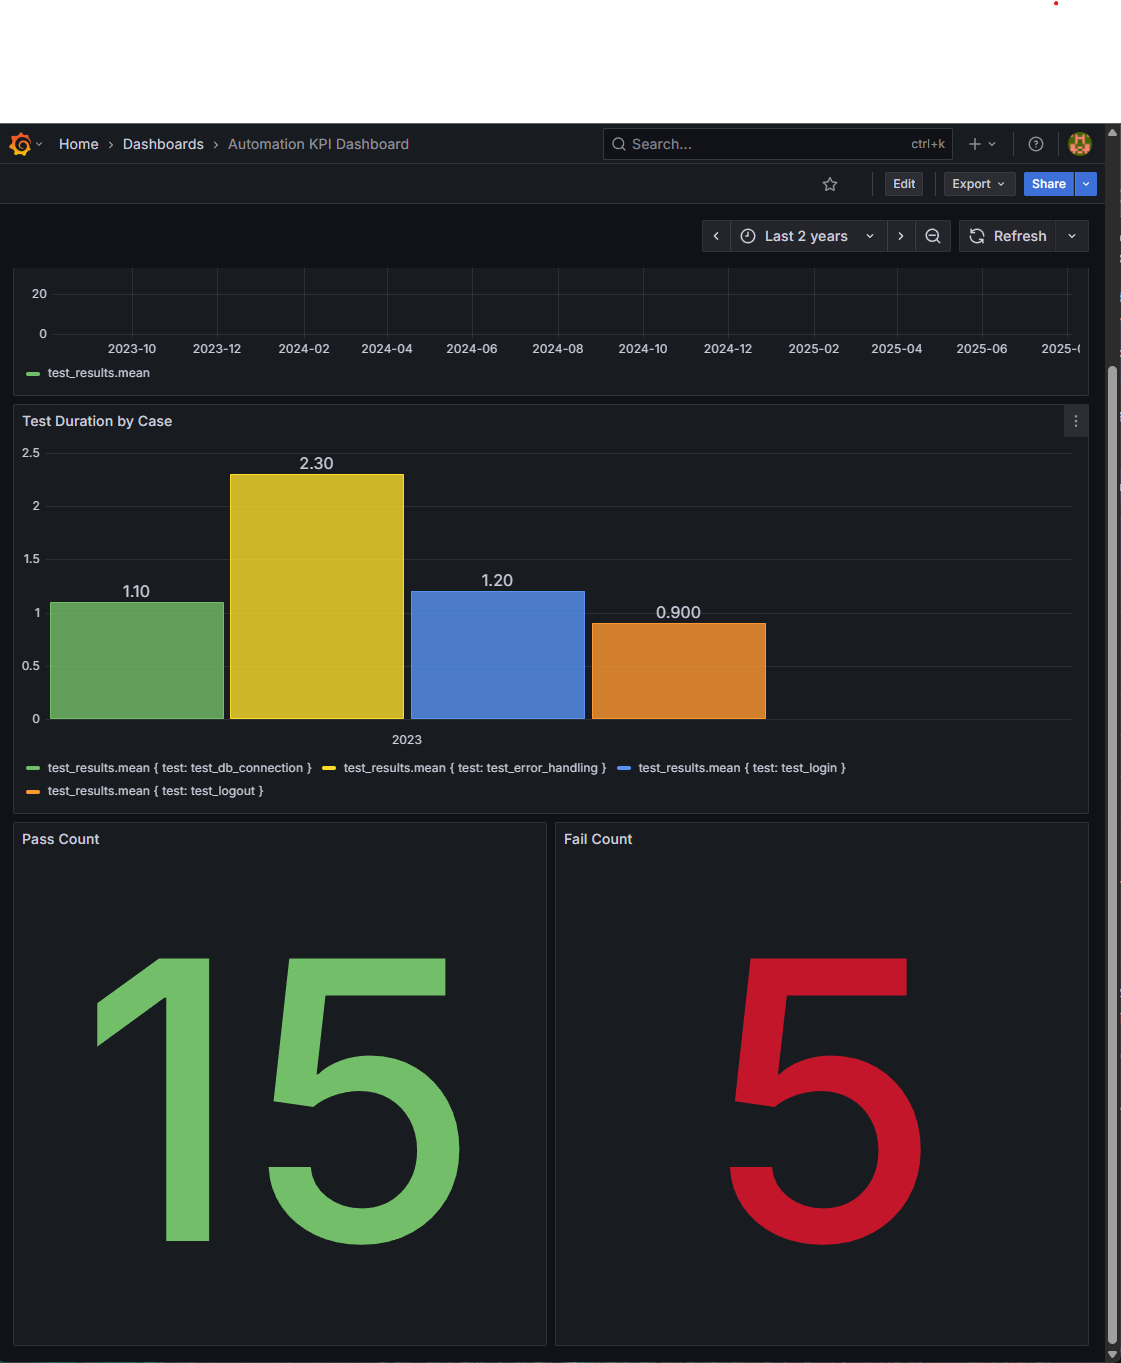 Home › Dashboards › Automation KPI Dashboard
Search...
ctrl+k
Edit
Export
Share
Last 2 years
Refresh
20
0
2023-10 2023-12 2024-02 2024-04 2024-06 2024-08 2024-10 2024-12 2025-02 2025-04 2025-06
test_results.mean
Test Duration by Case
2.5
2
1.5
1
0.5
0
1.10
2.30
1.20
0.900
2023
test_results.mean { test: test_db_connection } test_results.mean { test: test_error_handling } test_results.mean { test: test_login }
test_results.mean { test: test_logout }
Pass Count
15
Fail Count
5